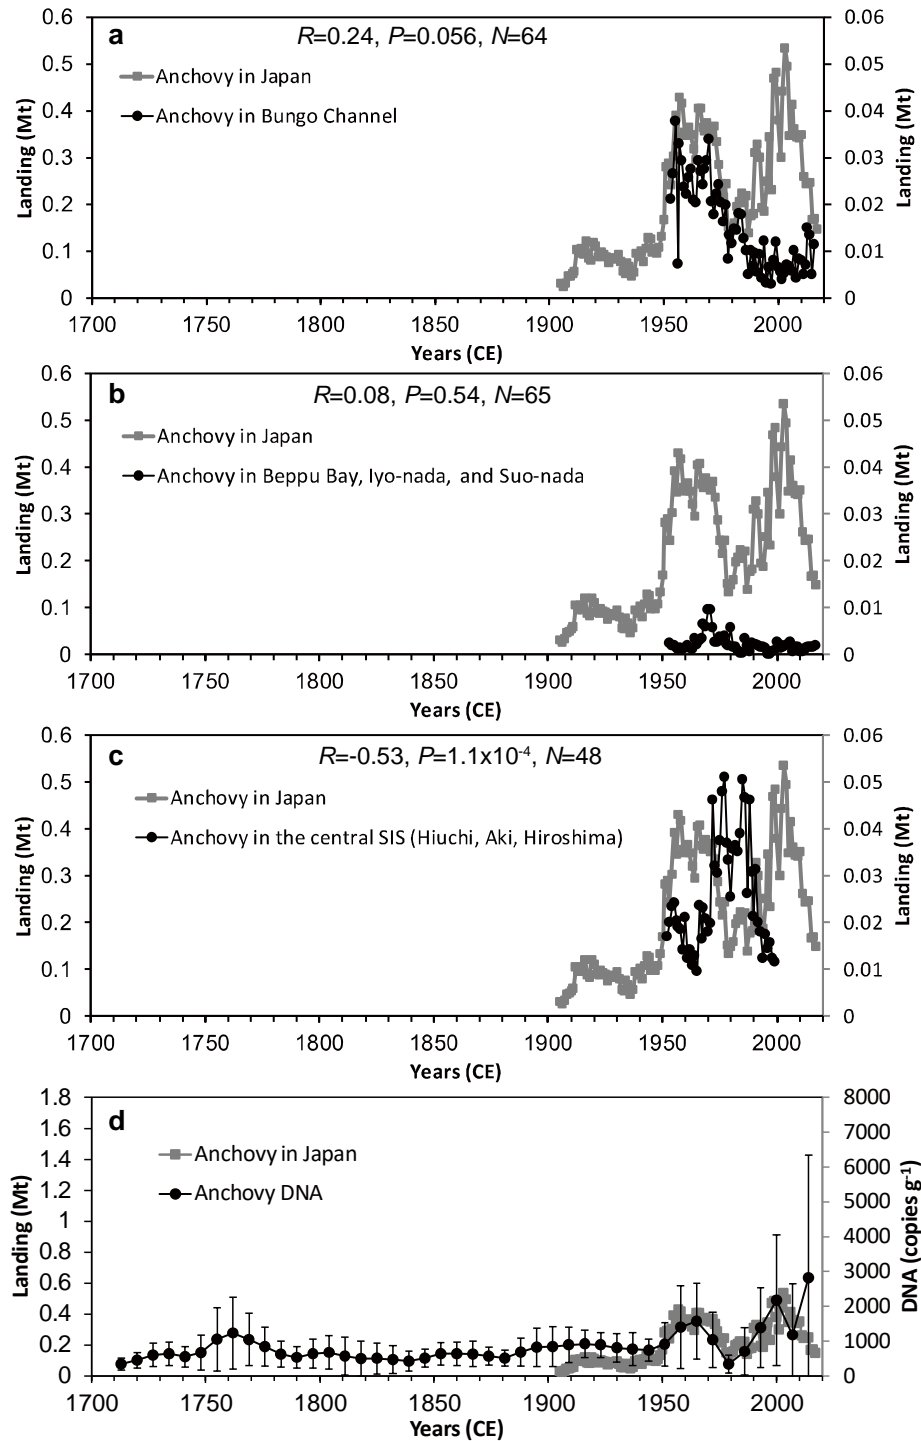 a
R=0.24, P=0.056, N=64
Anchovy in Japan
Anchovy in Bungo Channel
Landing (Mt)
0.6
0.5
0.4
0.3
0.2
0.1
0
0.06
0.05
0.04
0.03
0.02
0.01
0
Landing (Mt)
1700 1750 1800 1850 1900 1950 2000
Years (CE)
b
R=0.08, P=0.54, N=65
Anchovy in Japan
Anchovy in Beppu Bay, Iyo-nada, and Suo-nada
Landing (Mt)
0.6
0.5
0.4
0.3
0.2
0.1
0
0.06
0.05
0.04
0.03
0.02
0.01
0
Landing (Mt)
1700 1750 1800 1850 1900 1950 2000
Years (CE)
c
R=-0.53, P=1.1x10⁻⁴, N=48
Anchovy in Japan
Anchovy in the central SIS (Hiuchi, Aki, Hiroshima)
Landing (Mt)
0.6
0.5
0.4
0.3
0.2
0.1
0
0.06
0.05
0.04
0.03
0.02
0.01
0
Landing (Mt)
1700 1750 1800 1850 1900 1950 2000
Years (CE)
d
Anchovy in Japan
Anchovy DNA
Landing (Mt)
1.8
1.6
1.4
1.2
1
0.8
0.6
0.4
0.2
0
8000
7000
6000
5000
4000
3000
2000
1000
0
DNA (copies g⁻¹)
1700 1750 1800 1850 1900 1950 2000
Years (CE)